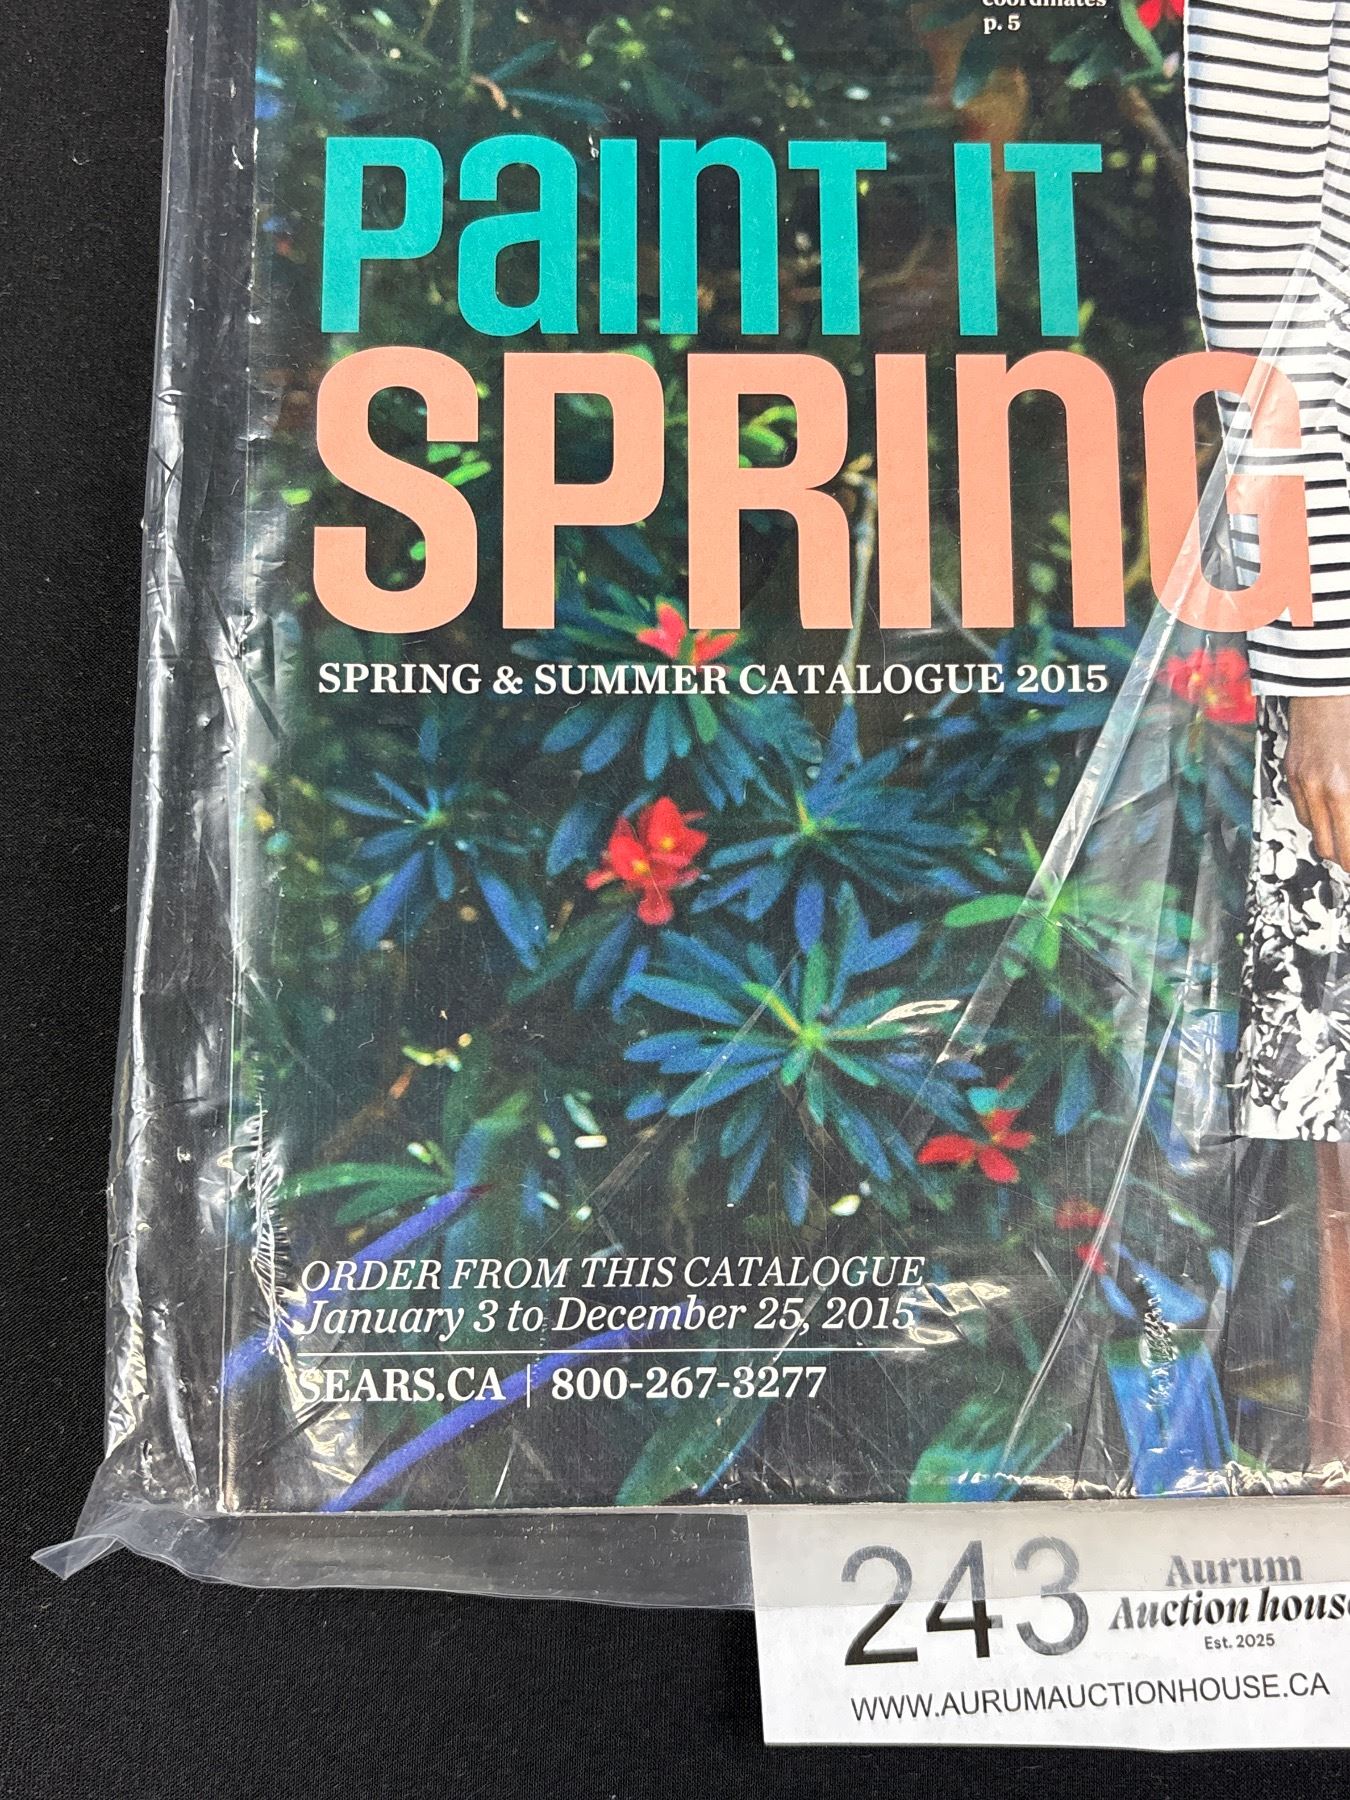 coordinates
p. 5
PaInT IT
SPRInG
SPRING & SUMMER CATALOGUE 2015
ORDER FROM THIS CATALOGUE
January 3 to December 25, 2015
SEARS.CA | 800-267-3277
243
Aurum
Auction house
Est. 2025
WWW.AURUMAUCTIONHOUSE.CA